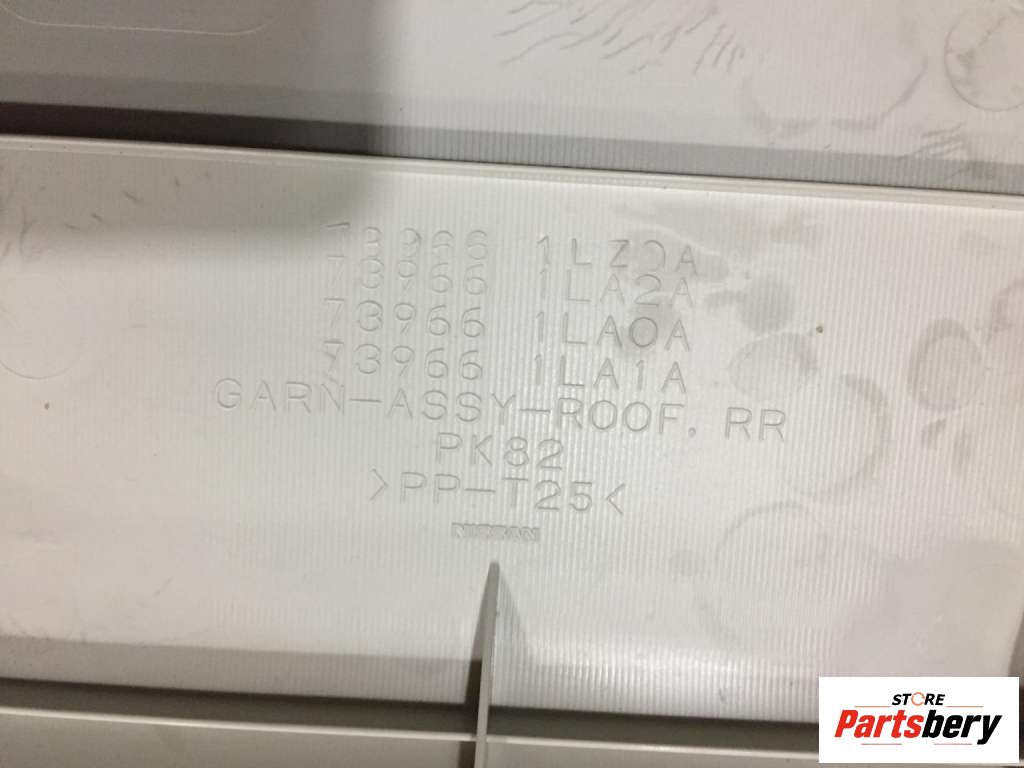 73966 1LZ0A
73966 1LA2A
73966 1LA0A
73966 1LA1A
GARN-ASSY-ROOF. RR
PK82
>PP-T25<
NISSAN
STORE
Partsbery